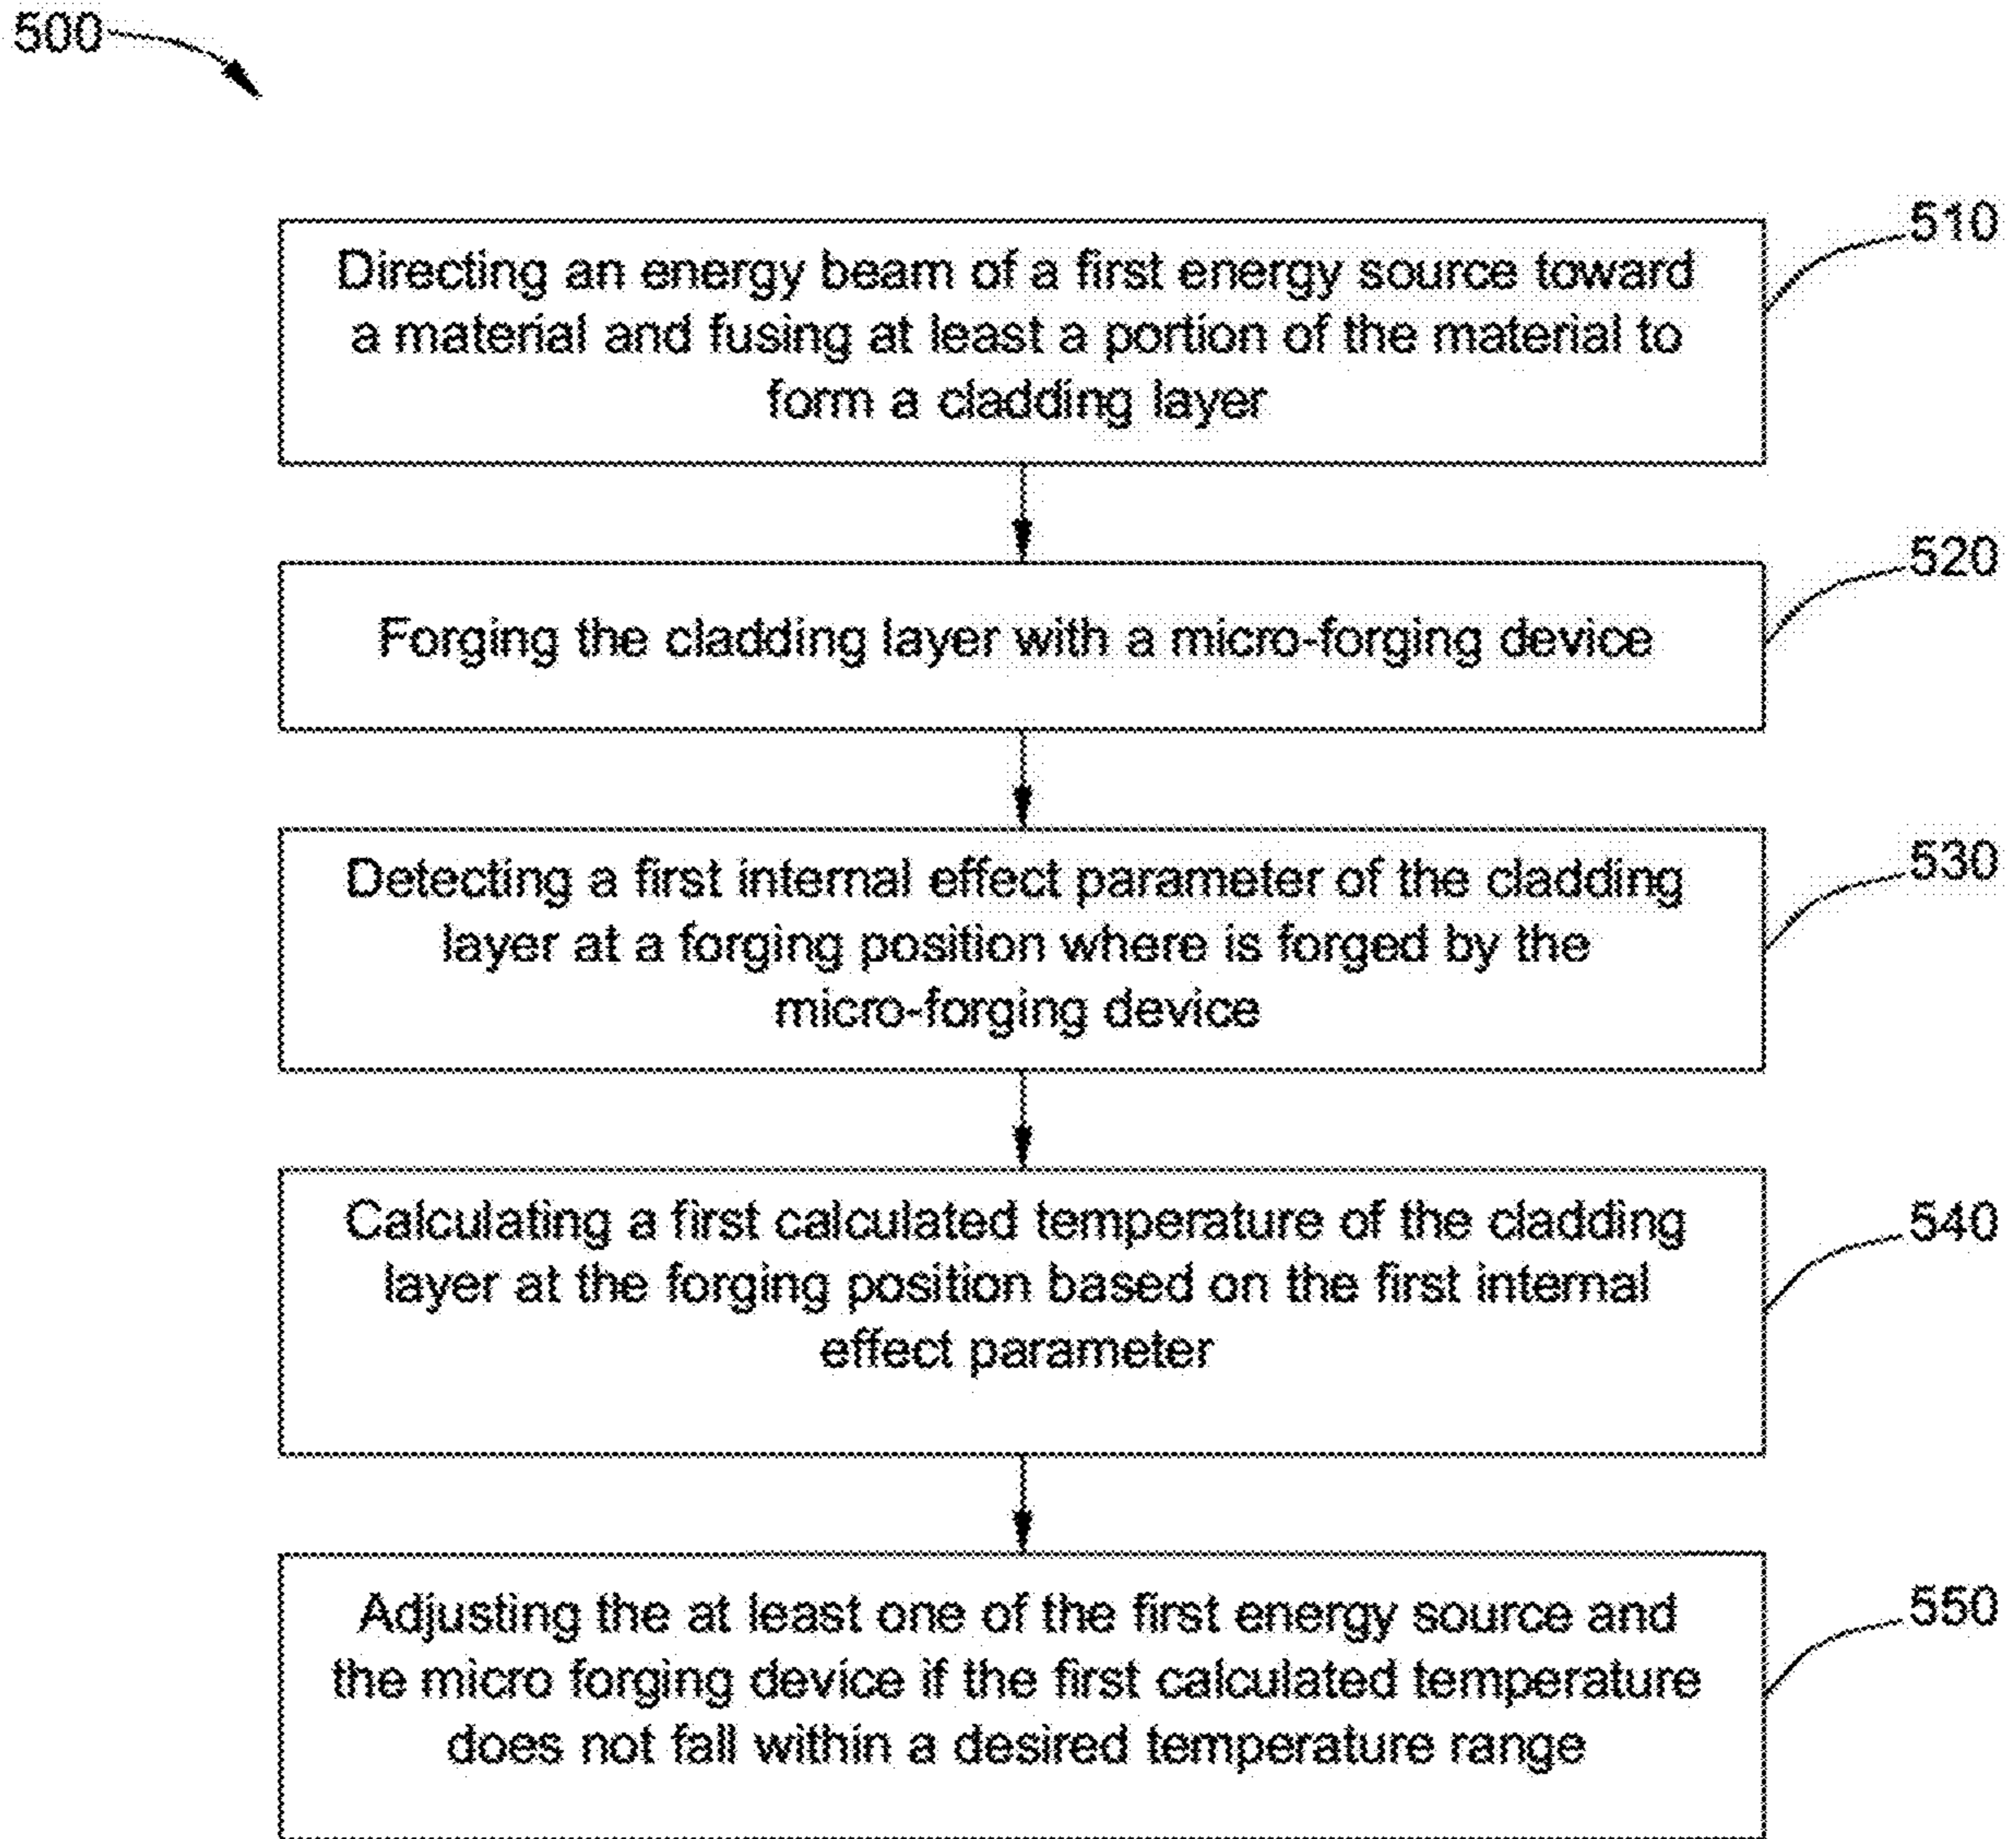 500
510
Directing an energy beam of a first energy source toward
a material and fusing at least a portion of the material to
form a cladding layer
520
Forging the cladding layer with a micro-forging device
530
Detecting a first internal effect parameter of the cladding
layer at a forging position where is forged by the
micro-forging device
540
Calculating a first calculated temperature of the cladding
layer at the forging position based on the first internal
effect parameter
550
Adjusting the at least one of the first energy source and
the micro forging device if the first calculated temperature
does not fall within a desired temperature range